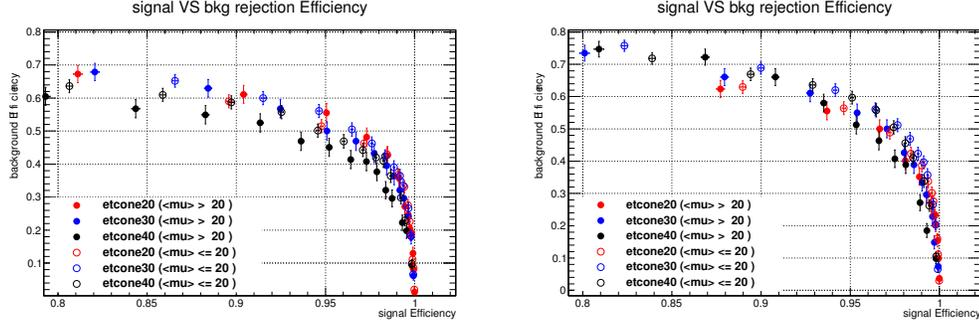 signal VS bkg rejection Efficiency
0.8
0.7
0.6
0.5
0.4
0.3
0.2
0.1
background Efficiency
etcone20 (<mu> > 20 )
etcone30 (<mu> > 20 )
etcone40 (<mu> > 20 )
etcone20 (<mu> <= 20 )
etcone30 (<mu> <= 20 )
etcone40 (<mu> <= 20 )
0.8 0.85 0.9 0.95 1
signal Efficiency
signal VS bkg rejection Efficiency
0.8
0.7
0.6
0.5
0.4
0.3
0.2
0.1
0
background Efficiency
etcone20 (<mu> > 20 )
etcone30 (<mu> > 20 )
etcone40 (<mu> > 20 )
etcone20 (<mu> <= 20 )
etcone30 (<mu> <= 20 )
etcone40 (<mu> <= 20 )
0.8 0.85 0.9 0.95 1
signal Efficiency